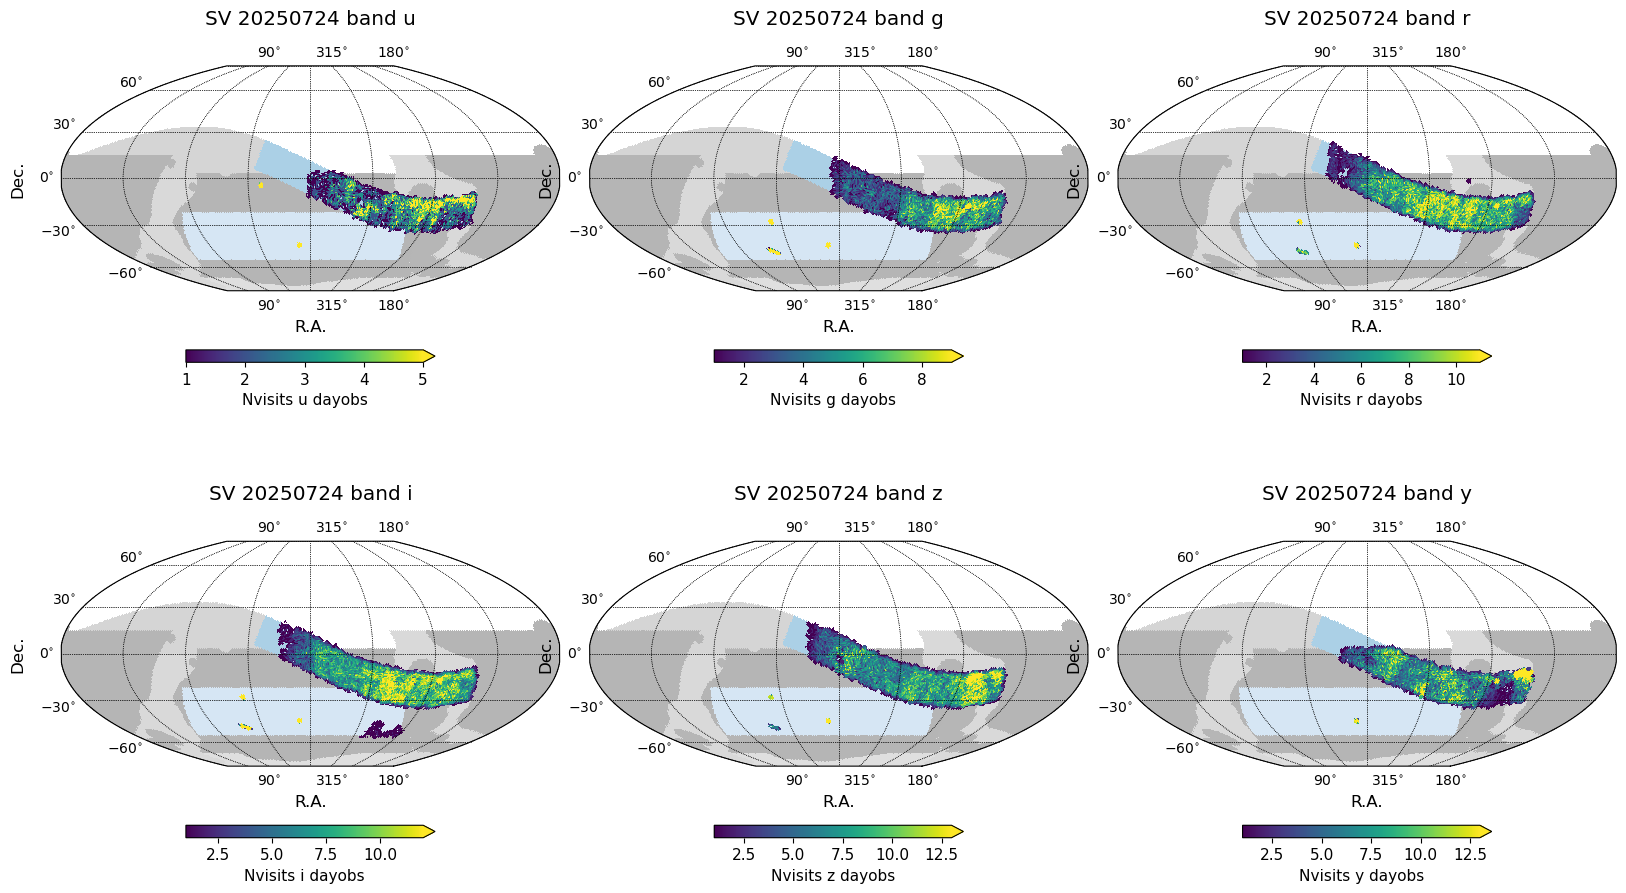 SV 20250724 band u
90° 315° 180°
60°
30°
0°
−30°
−60°
Dec.
90° 315° 180°
R.A.
1 2 3 4 5
Nvisits u dayobs
SV 20250724 band g
90° 315° 180°
60°
30°
0°
−30°
−60°
Dec.
90° 315° 180°
R.A.
2 4 6 8
Nvisits g dayobs
SV 20250724 band r
90° 315° 180°
60°
30°
0°
−30°
−60°
Dec.
90° 315° 180°
R.A.
2 4 6 8 10
Nvisits r dayobs
SV 20250724 band i
90° 315° 180°
60°
30°
0°
−30°
−60°
Dec.
90° 315° 180°
R.A.
2.5 5.0 7.5 10.0
Nvisits i dayobs
SV 20250724 band z
90° 315° 180°
60°
30°
0°
−30°
−60°
Dec.
90° 315° 180°
R.A.
2.5 5.0 7.5 10.0 12.5
Nvisits z dayobs
SV 20250724 band y
90° 315° 180°
60°
30°
0°
−30°
−60°
Dec.
90° 315° 180°
R.A.
2.5 5.0 7.5 10.0 12.5
Nvisits y dayobs